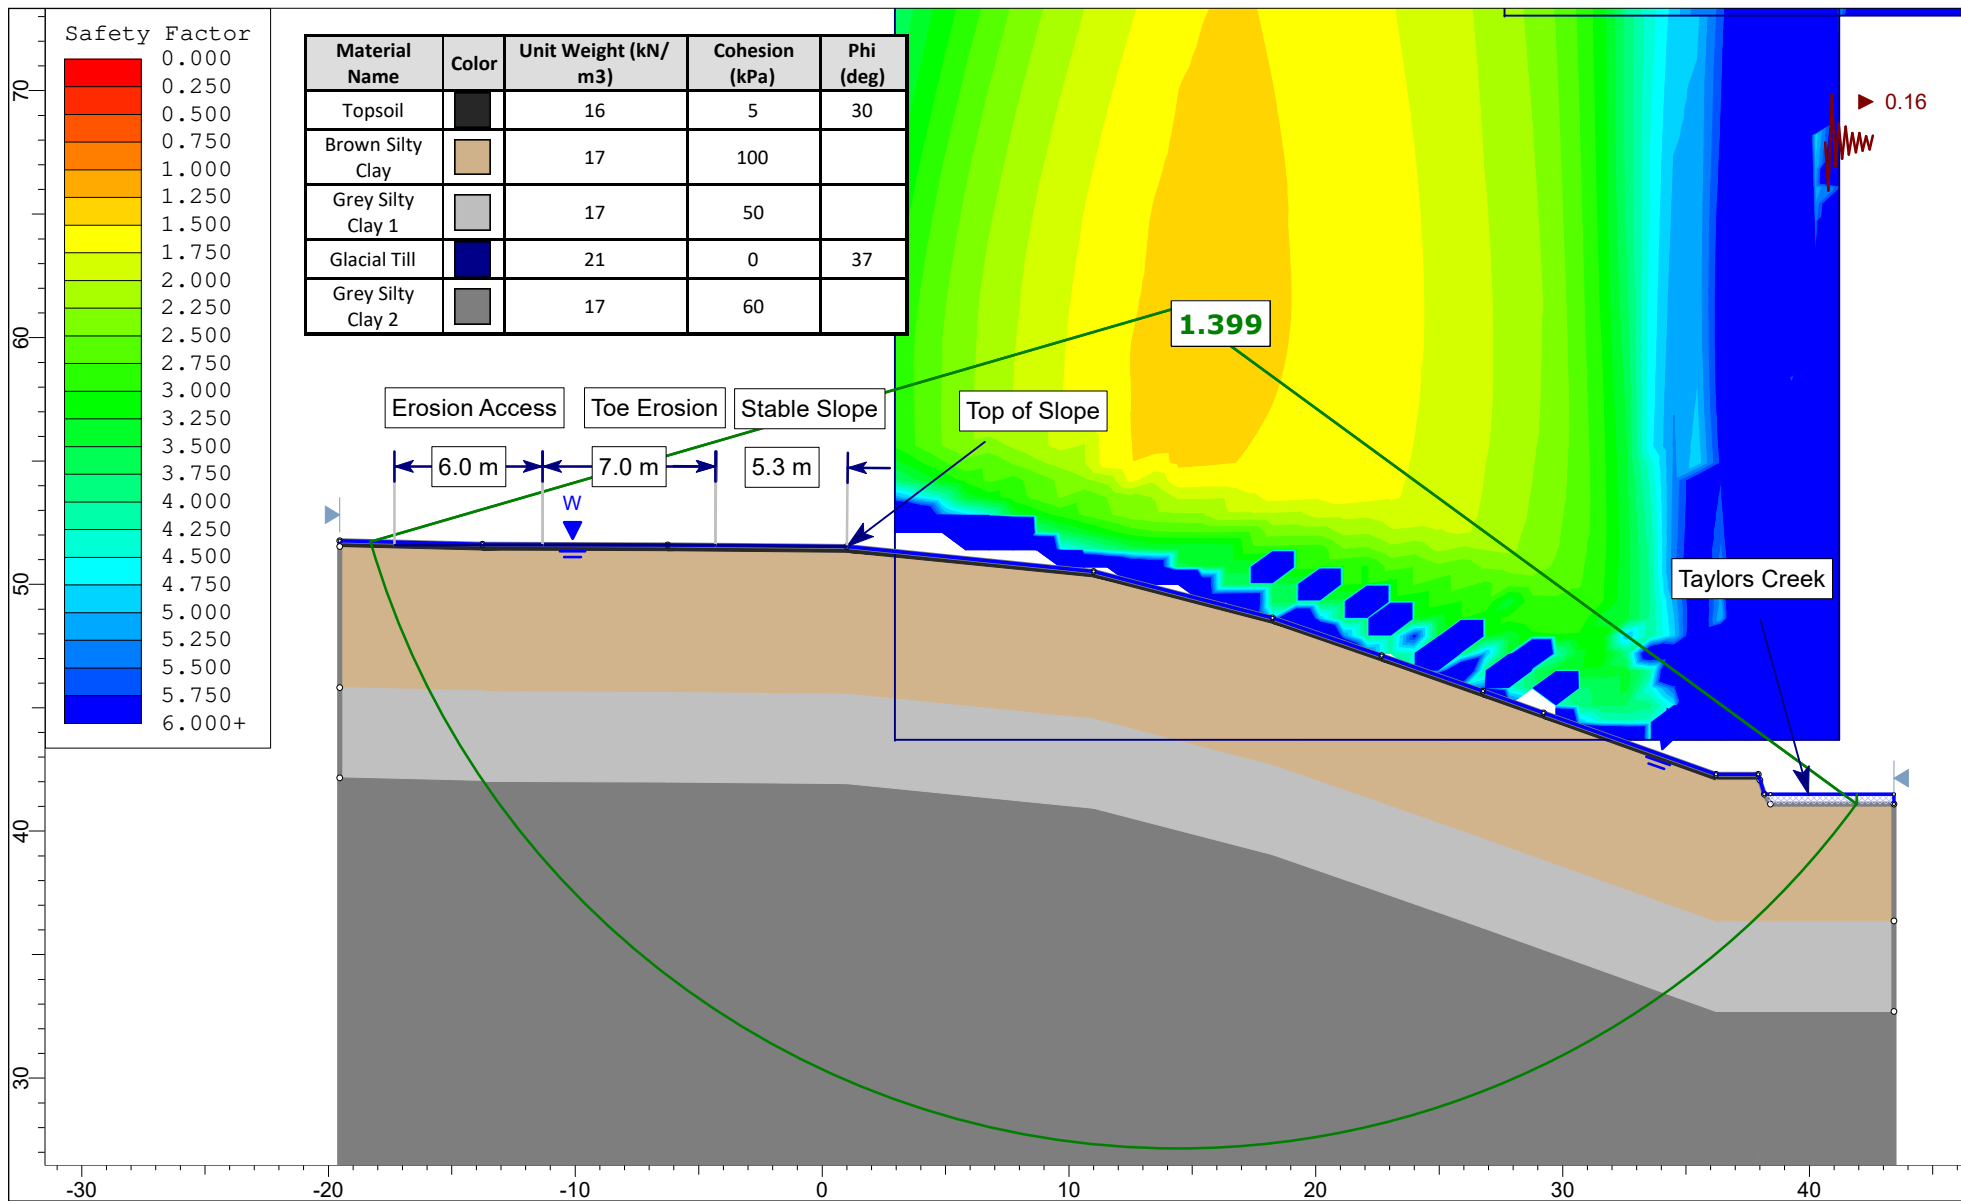 Safety Factor
0.000
0.250
0.500
0.750
1.000
1.250
1.500
1.750
2.000
2.250
2.500
2.750
3.000
3.250
3.500
3.750
4.000
4.250
4.500
4.750
5.000
5.250
5.500
5.750
6.000+
Material Name Color Unit Weight (kN/m3) Cohesion (kPa) Phi (deg)
Topsoil 16 5 30
Brown Silty Clay 17 100
Grey Silty Clay 1 17 50
Glacial Till 21 0 37
Grey Silty Clay 2 17 60
0.16
1.399
Erosion Access
Toe Erosion
Stable Slope
Top of Slope
6.0 m
7.0 m
5.3 m
W
Taylors Creek
70
60
50
40
30
-30
-20
-10
0
10
20
30
40